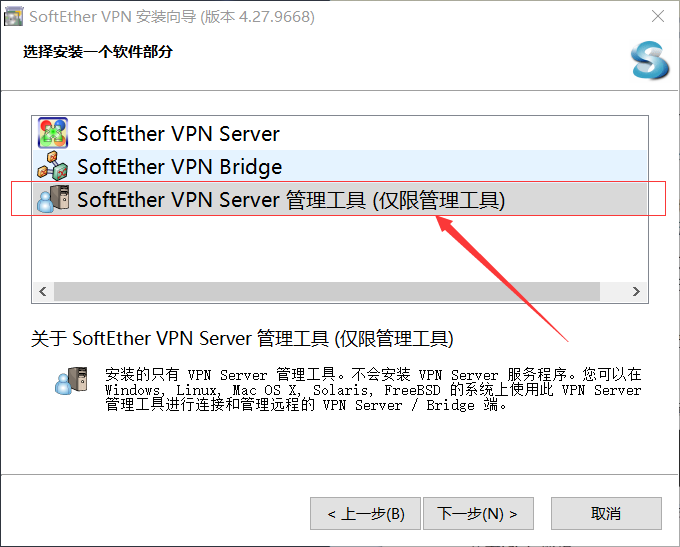 SoftEther VPN 安装向导 (版本 4.27.9668)
选择安装一个软件部分
SoftEther VPN Server
SoftEther VPN Bridge
SoftEther VPN Server 管理工具 (仅限管理工具)
关于 SoftEther VPN Server 管理工具 (仅限管理工具)
安装的只有 VPN Server 管理工具。不会安装 VPN Server 服务程序。您可以在
Windows, Linux, Mac OS X, Solaris, FreeBSD 的系统上使用此 VPN Server
管理工具进行连接和管理远程的 VPN Server / Bridge 端。
< 上一步(B)
下一步(N) >
取消